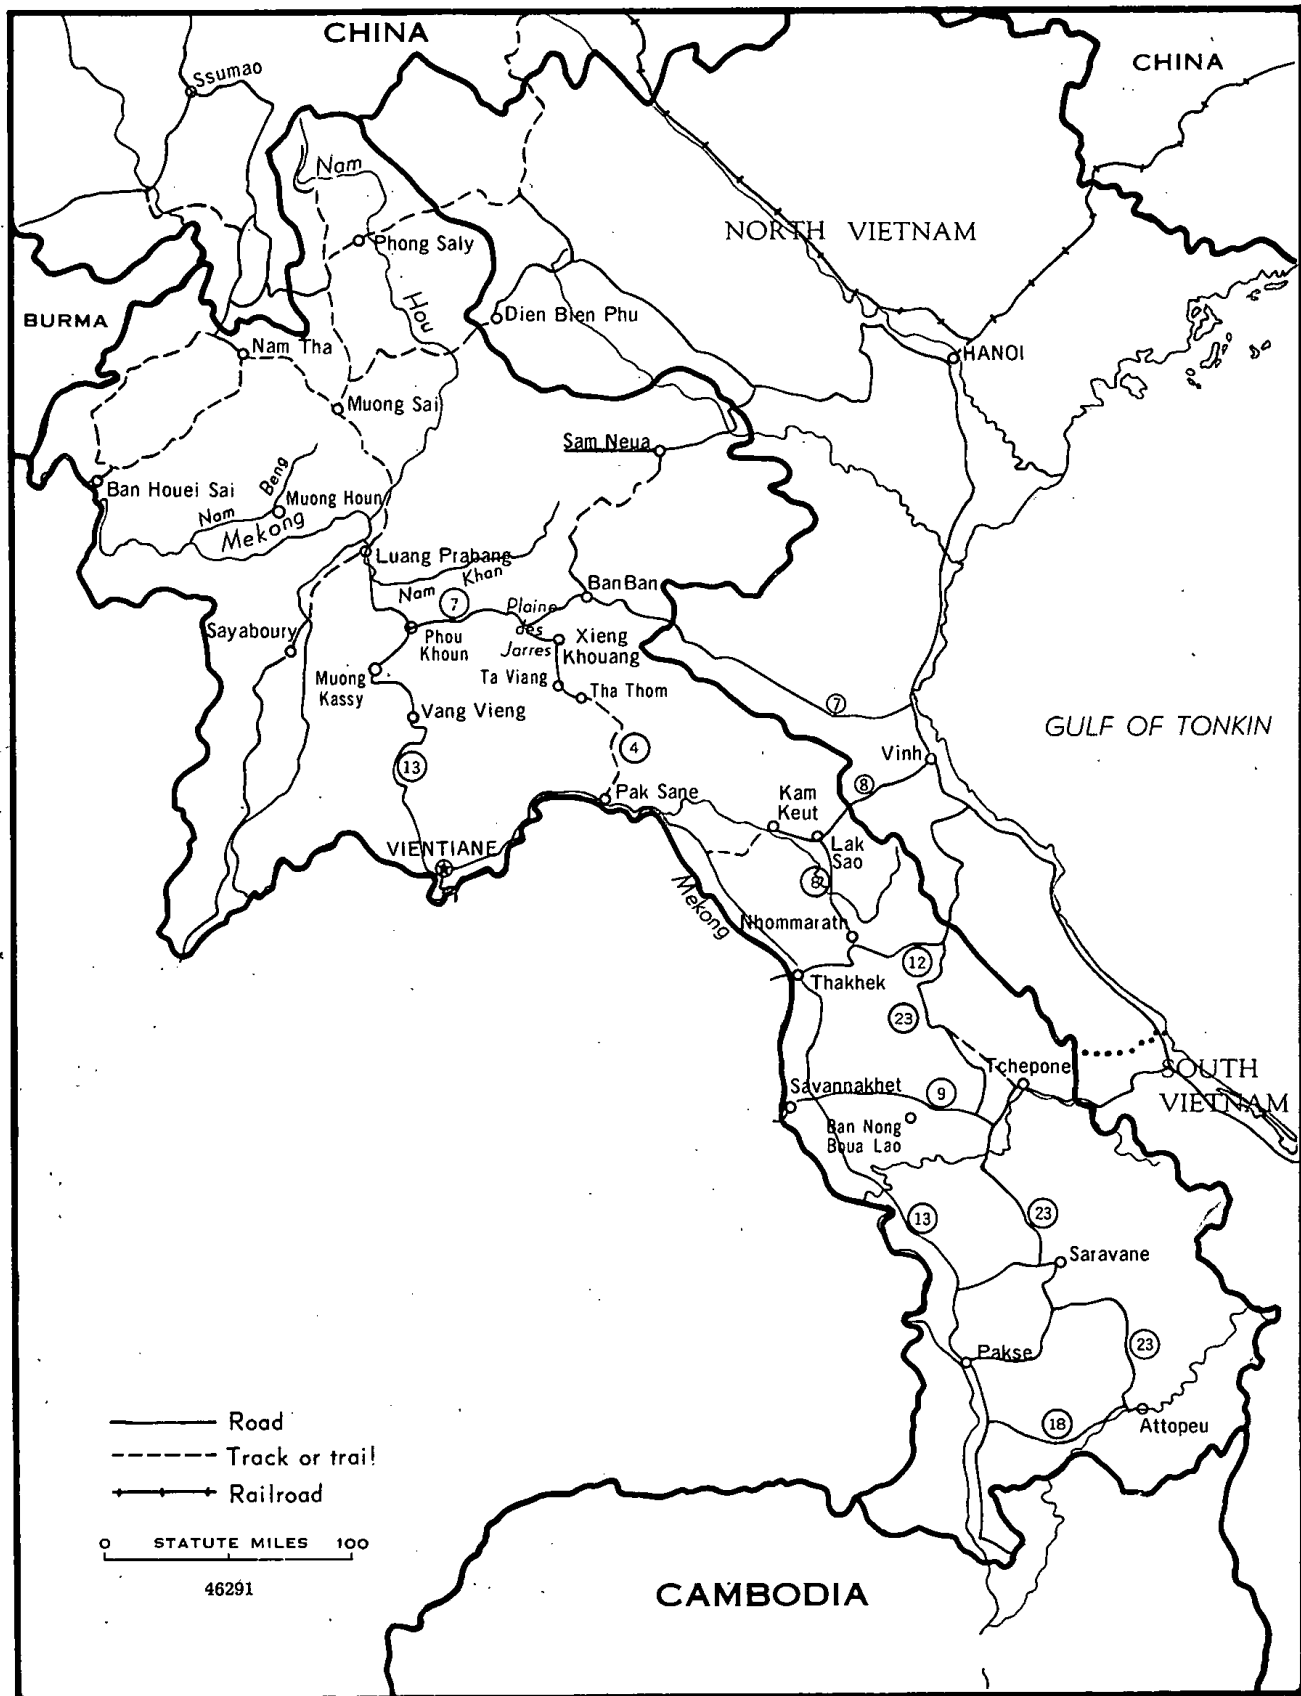 CHINA
CHINA
Ssumao
Nam
NORTH VIETNAM
Phong Saly
Hou
BURMA
Dien Bien Phu
Nam Tha
HANOI
Muong Sai
Sam Neua
Beng
Ban Houei Sai
Muong Houn
Nam
Mekong
Luang Prabang
Khan
Nam
Ban Ban
7
Plaine
des
Jarres
Sayaboury
Phou
Khoun
Xieng
Khouang
Muong
Kassy
Ta Viang
Tha Thom
7
Vang Vieng
GULF OF TONKIN
4
Vinh
13
8
Pak Sane
Kam
Keut
VIENTIANE
Lak
Sao
8
Mekong
Nhommarath
12
Thakhek
23
Tchepone
SOUTH
VIETNAM
Savannakhet
9
Ban Nong
Boua Lao
13
23
Saravane
23
Pakse
18
Attopeu
Road
Track or trail
Railroad
0 STATUTE MILES 100
46291
CAMBODIA